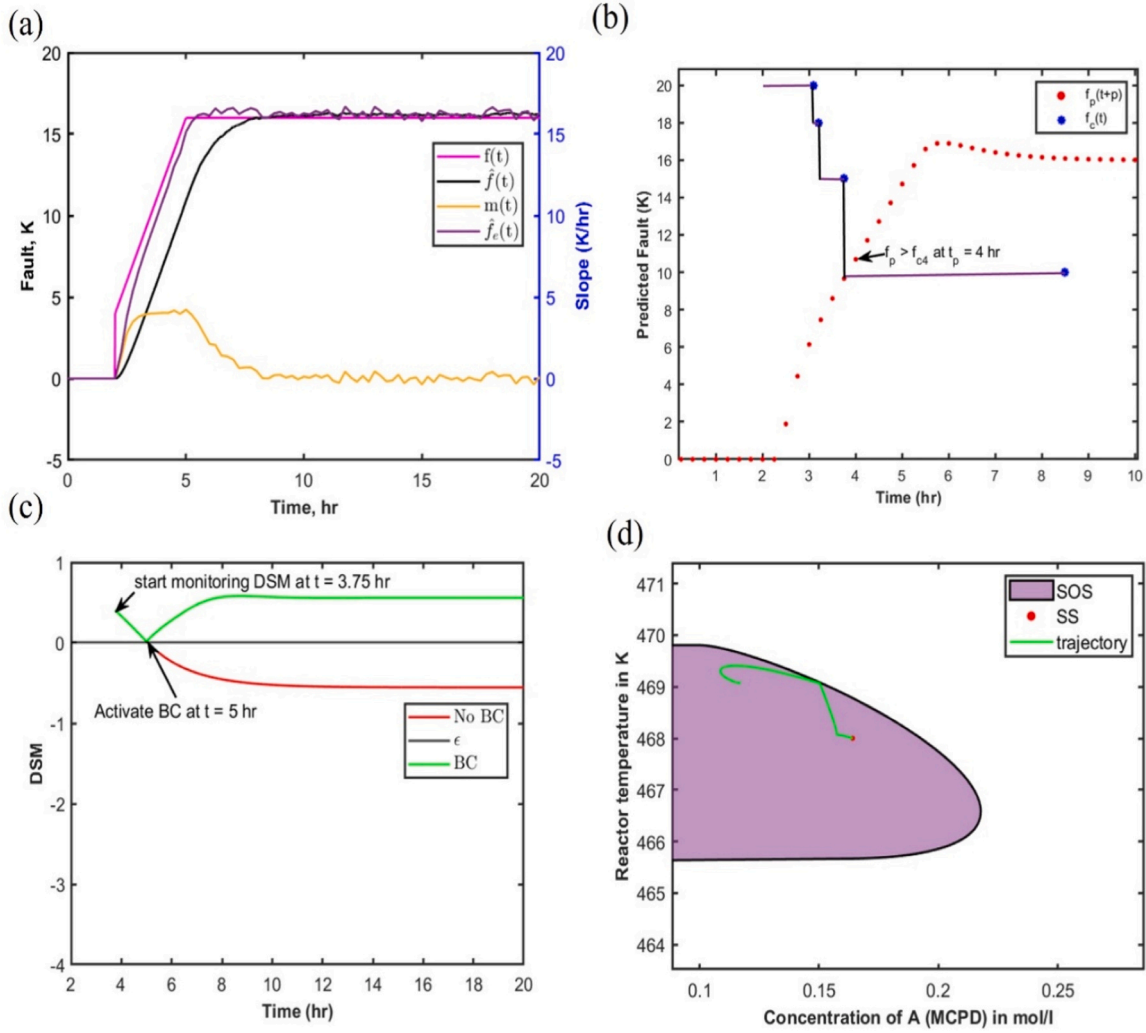 (a)
20
15
10
5
0
-5
20
15
10
5
0
-5
0 5 10 15 20
Fault, K
Slope (K/hr)
Time, hr
f(t)
f̂(t)
m(t)
f̂e(t)
(b)
20
18
16
14
12
10
8
6
4
2
0
1 2 3 4 5 6 7 8 9 10
Predicted Fault (K)
Time (hr)
fp(t+p)
fc(t)
fp > fc4 at tp = 4 hr
(c)
1
0
-1
-2
-3
-4
2 4 6 8 10 12 14 16 18 20
DSM
Time (hr)
start monitoring DSM at t = 3.75 hr
Activate BC at t = 5 hr
No BC
ϵ
BC
(d)
471
470
469
468
467
466
465
464
0.1 0.15 0.2 0.25
Reactor temperature in K
Concentration of A (MCPD) in mol/l
SOS
SS
trajectory